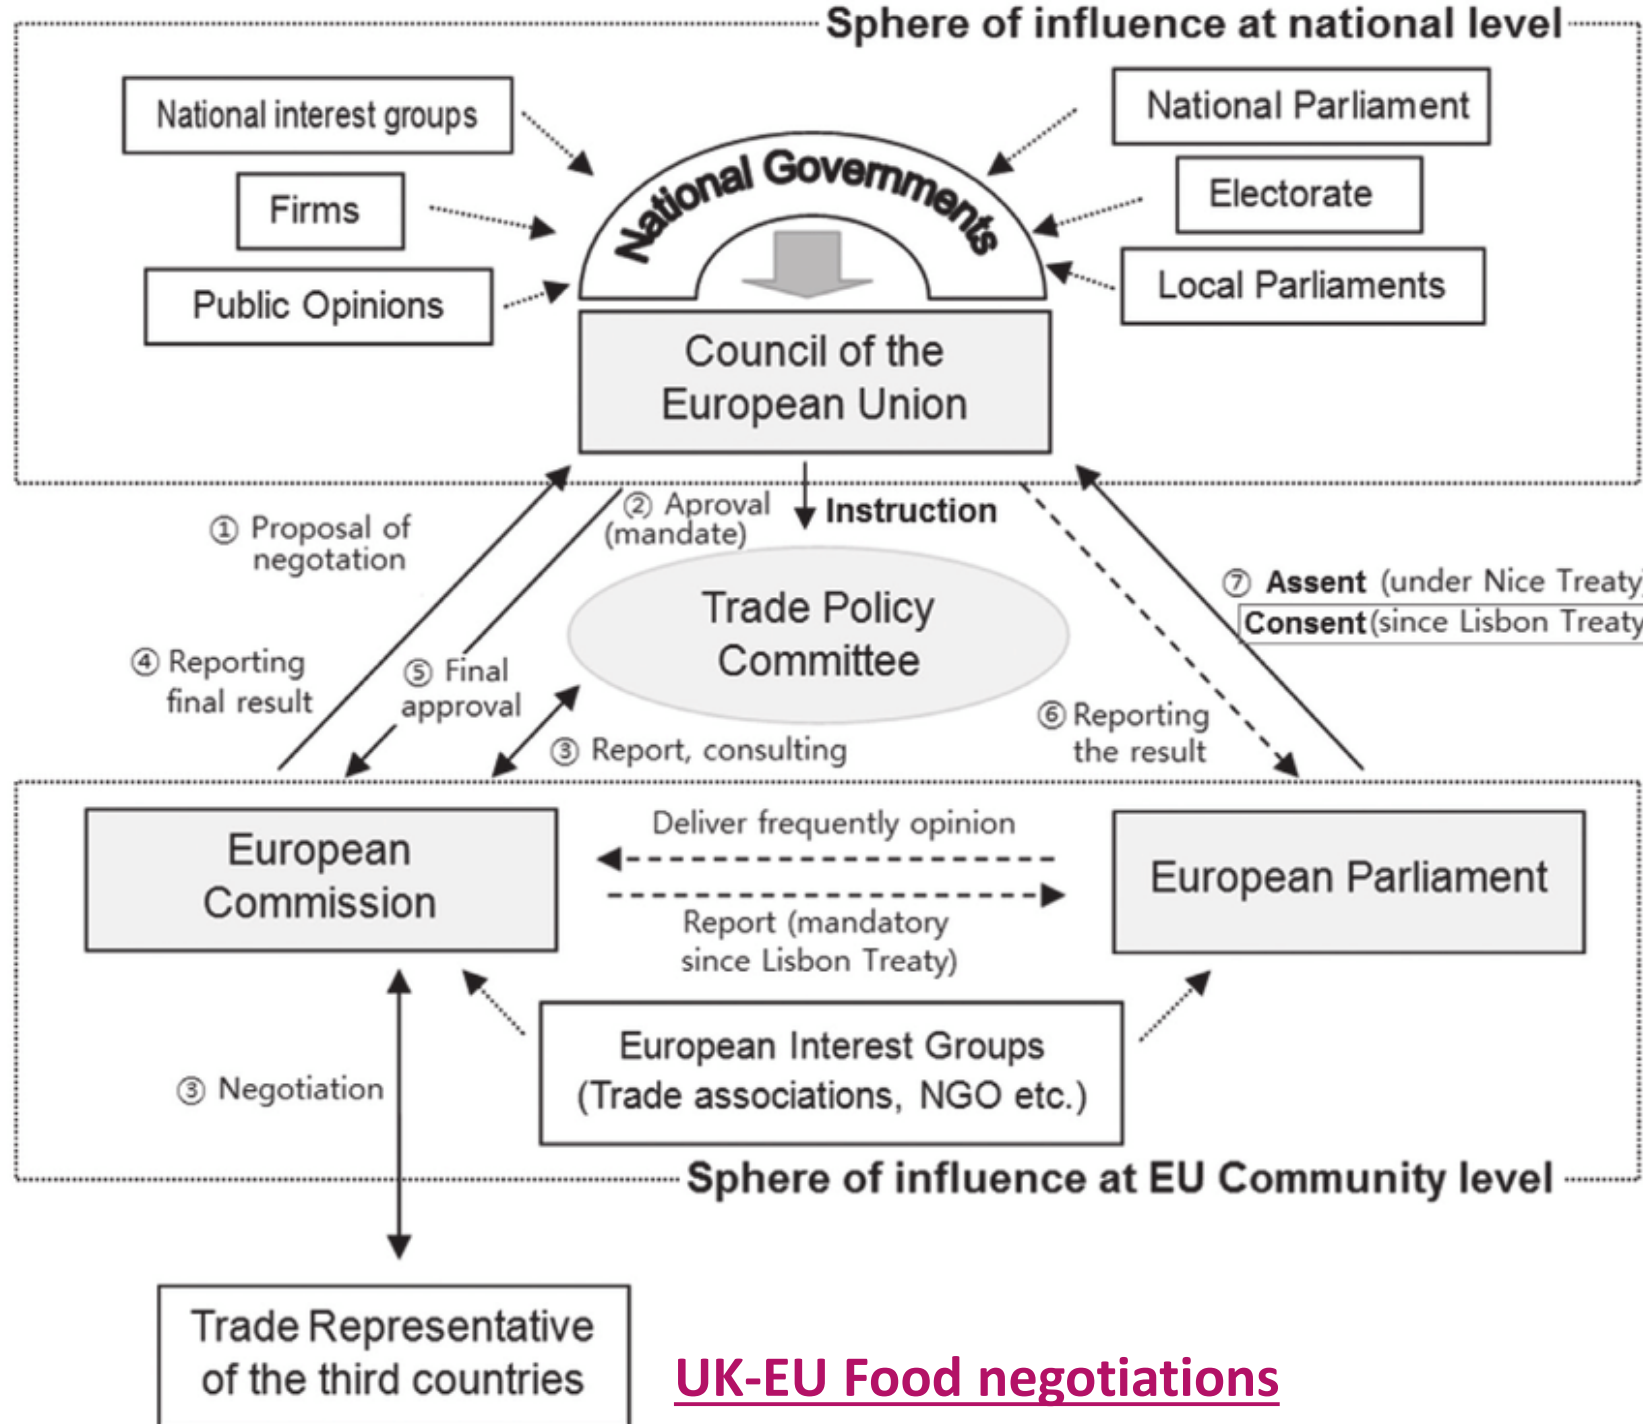 Sphere of influence at national level
National interest groups
Firms
Public Opinions
National Governments
National Parliament
Electorate
Local Parliaments
Council of the
European Union
① Proposal of
negotation
② Aproval
(mandate)
Instruction
④ Reporting
final result
⑤ Final
approval
Trade Policy
Committee
③ Report, consulting
⑥ Reporting
the result
⑦ Assent (under Nice Treaty)
Consent (since Lisbon Treaty
European
Commission
Deliver frequently opinion
Report (mandatory
since Lisbon Treaty)
European Parliament
European Interest Groups
(Trade associations, NGO etc.)
③ Negotiation
Sphere of influence at EU Community level
Trade Representative
of the third countries
UK-EU Food negotiations